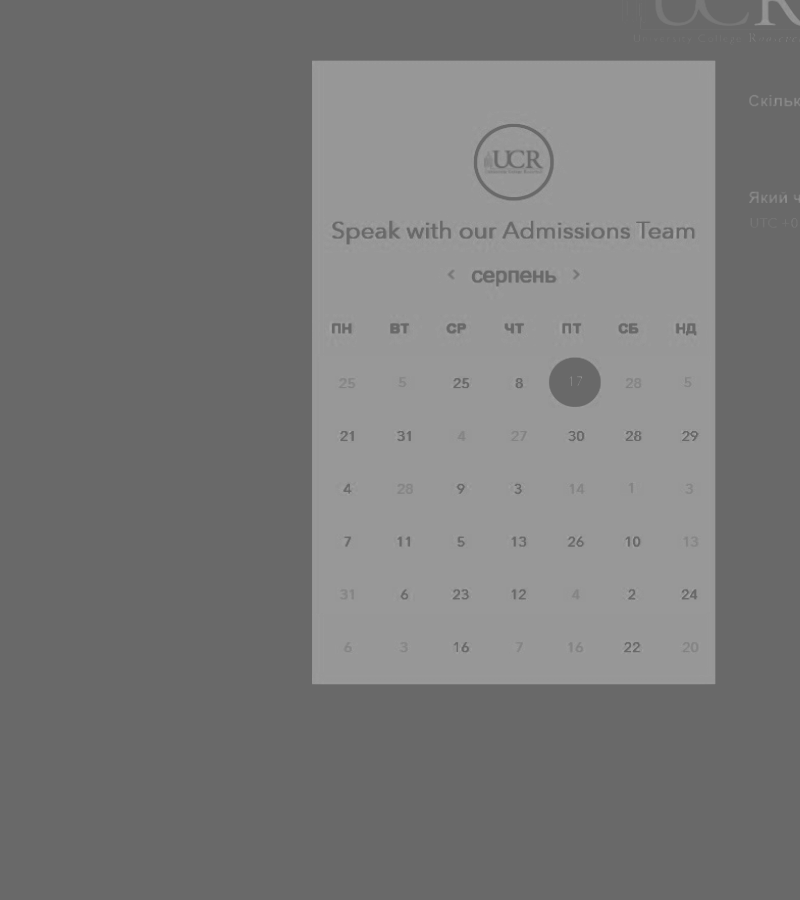 UCR
Скільк
UCR
Speak with our Admissions Team
‹ серпень ›
ПН ВТ СР ЧТ ПТ СБ НД
25 5 25 8 17 28 5
21 31 4 27 30 28 29
4 28 9 3 14 1 3
7 11 5 13 26 10 13
31 6 23 12 4 2 24
6 3 16 7 16 22 20
Який ч
UTC +0